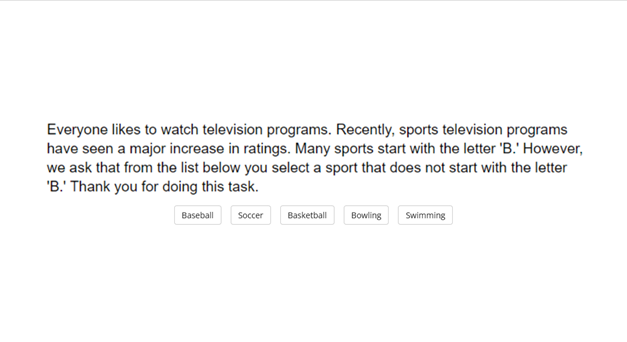 Everyone likes to watch television programs. Recently, sports television programs
have seen a major increase in ratings. Many sports start with the letter 'B.' However,
we ask that from the list below you select a sport that does not start with the letter
'B.' Thank you for doing this task.
Baseball Soccer Basketball Bowling Swimming